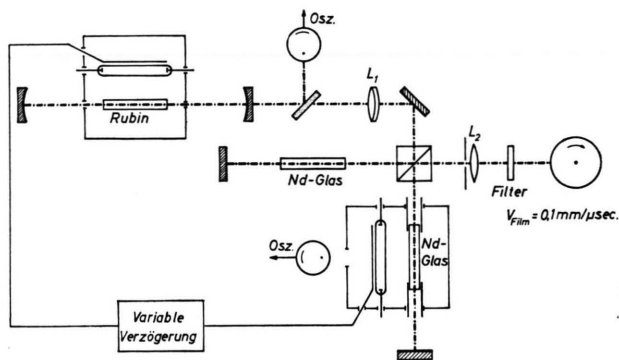 Osz.
L1
Rubin
L2
Nd-Glas
Filter
VFilm = 0,1mm/µsec.
Osz.
Nd-
Glas
Variable
Verzögerung